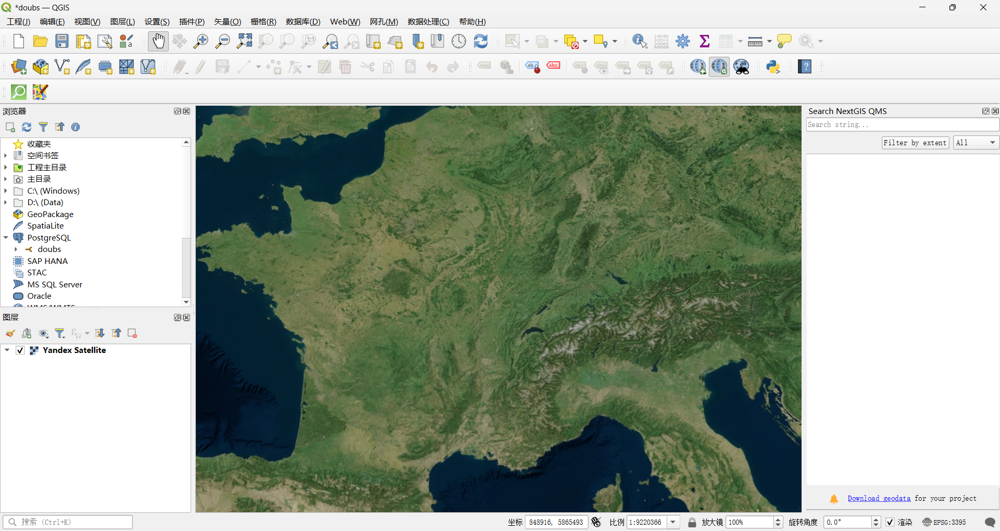 *doubs — QGIS
工程(J) 编辑(E) 视图(V) 图层(L) 设置(S) 插件(P) 矢量(O) 栅格(R) 数据库(D) Web(W) 网孔(M) 数据处理(C) 帮助(H)
浏览器
收藏夹
空间书签
工程主目录
主目录
C:\ (Windows)
D:\ (Data)
GeoPackage
SpatiaLite
PostgreSQL
doubs
SAP HANA
STAC
MS SQL Server
Oracle
WMS/WMTS
图层
Yandex Satellite
Search NextGIS QMS
Search string...
Filter by extent All
Download geodata for your project
搜索 (Ctrl+K)
坐标 848916, 5865493 比例 1:9220366 放大镜 100% 旋转角度 0.0° 渲染 EPSG:3395